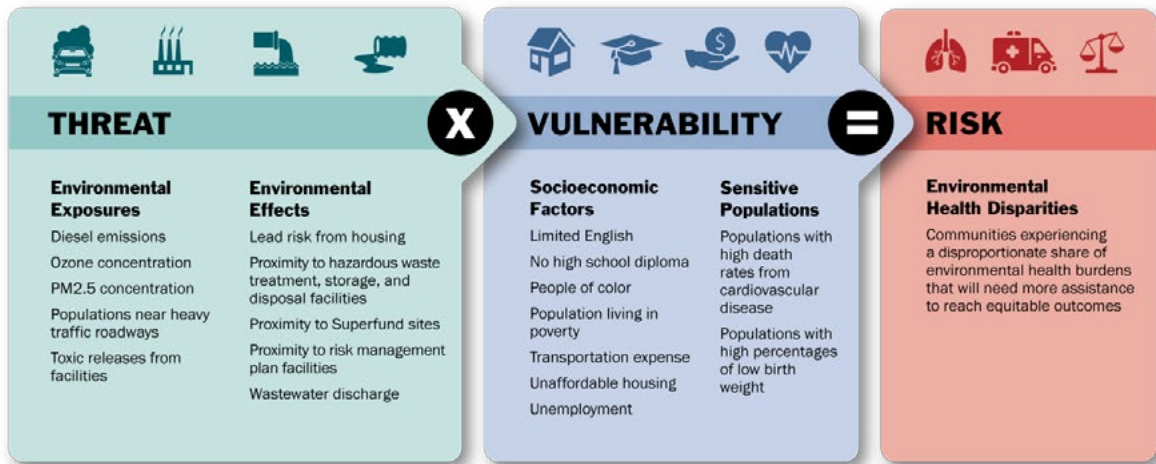 THREAT
X
VULNERABILITY
=
RISK
Environmental
Exposures
Diesel emissions
Ozone concentration
PM2.5 concentration
Populations near heavy
traffic roadways
Toxic releases from
facilities
Environmental
Effects
Lead risk from housing
Proximity to hazardous waste
treatment, storage, and
disposal facilities
Proximity to Superfund sites
Proximity to risk management
plan facilities
Wastewater discharge
Socioeconomic
Factors
Limited English
No high school diploma
People of color
Population living in
poverty
Transportation expense
Unaffordable housing
Unemployment
Sensitive
Populations
Populations with
high death
rates from
cardiovascular
disease
Populations with
high percentages
of low birth
weight
Environmental
Health Disparities
Communities experiencing
a disproportionate share of
environmental health burdens
that will need more assistance
to reach equitable outcomes
$